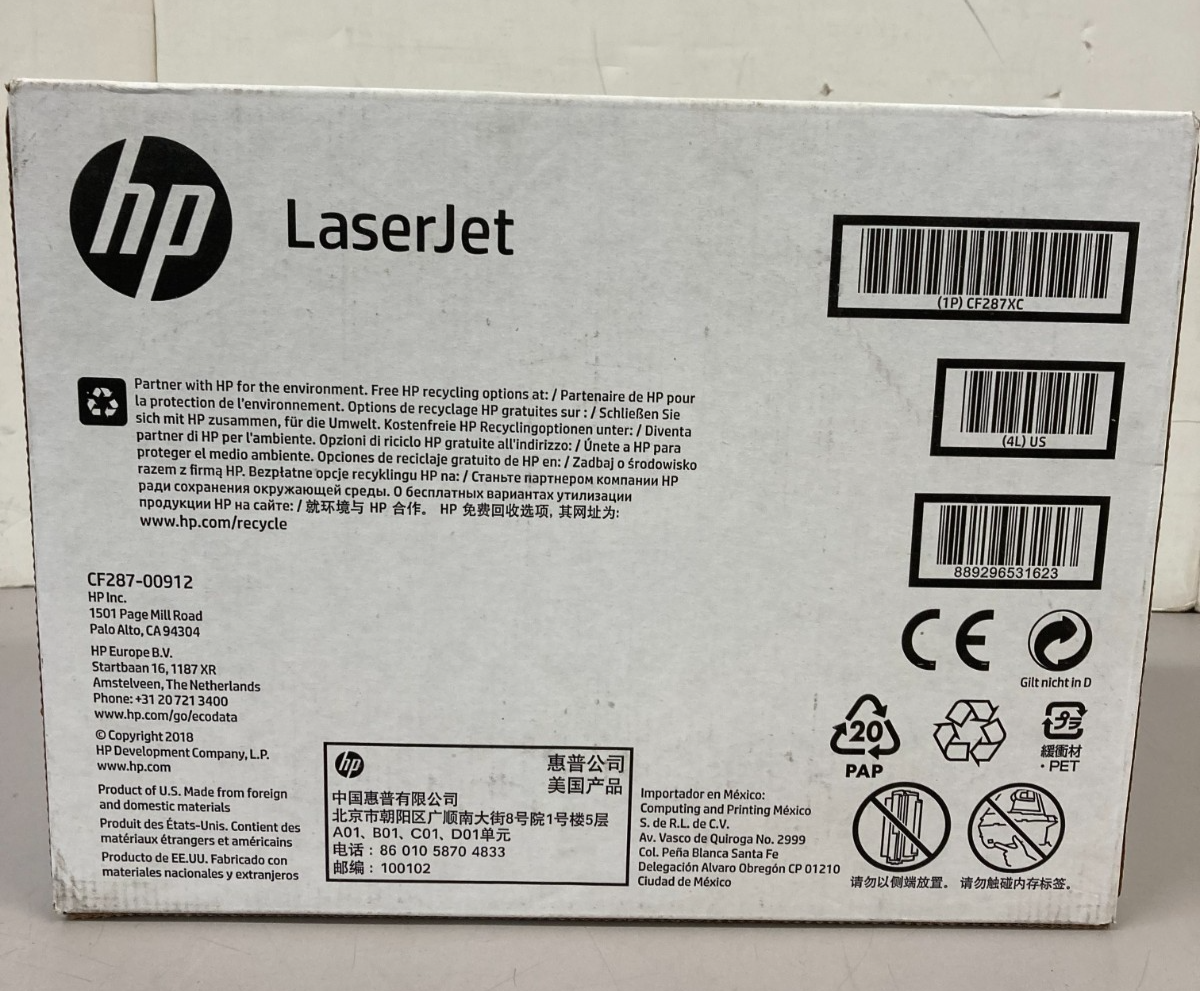 hp
LaserJet
(1P) CF287XC
(4L) US
889296531623
Partner with HP for the environment. Free HP recycling options at: / Partenaire de HP pour
la protection de l'environnement. Options de recyclage HP gratuites sur : / Schließen Sie
sich mit HP zusammen, für die Umwelt. Kostenfreie HP Recyclingoptionen unter: / Diventa
partner di HP per l'ambiente. Opzioni di riciclo HP gratuite all'indirizzo: / Únete a HP para
proteger el medio ambiente. Opciones de reciclaje gratuito de HP en: / Zadbaj o środowisko
razem z firmą HP. Bezpłatne opcje recyklingu HP na: / Станьте партнером компании HP
ради сохранения окружающей среды. О бесплатных вариантах утилизации
продукции HP на сайте: / 就环境与 HP 合作。 HP 免费回收选项, 其网址为:
www.hp.com/recycle
CF287-00912
HP Inc.
1501 Page Mill Road
Palo Alto, CA 94304
HP Europe B.V.
Startbaan 16, 1187 XR
Amstelveen, The Netherlands
Phone: +31 20 721 3400
www.hp.com/go/ecodata
© Copyright 2018
HP Development Company, L.P.
www.hp.com
Product of U.S. Made from foreign
and domestic materials
Produit des États-Unis. Contient des
matériaux étrangers et américains
Producto de EE.UU. Fabricado con
materiales nacionales y extranjeros
hp
惠普公司
美国产品
中国惠普有限公司
北京市朝阳区广顺南大街8号院1号楼5层
A01、B01、C01、D01单元
电话：86 010 5870 4833
邮编：100102
Importador en México:
Computing and Printing México
S. de R.L. de C.V.
Av. Vasco de Quiroga No. 2999
Col. Peña Blanca Santa Fe
Delegación Alvaro Obregón CP 01210
Ciudad de México
CE
Gilt nicht in D
20
PAP
プラ
緩衝材
・PET
请勿以侧端放置。
请勿触碰内存标签。